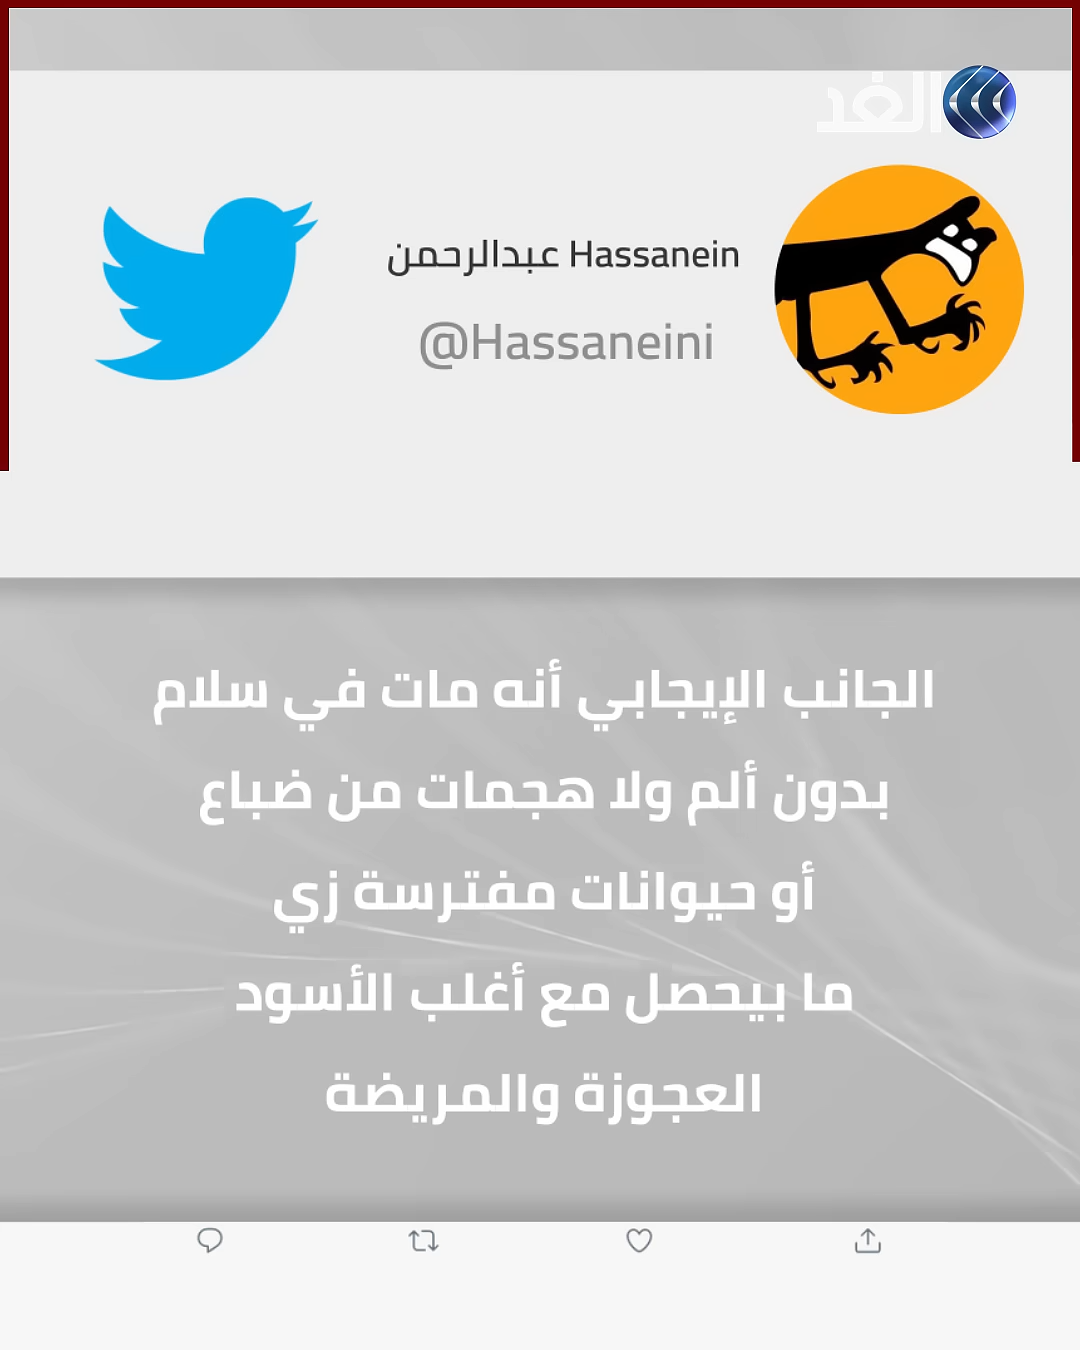 الغد
Hassanein عبدالرحمن
@Hassaneini
الجانب الإيجابي أنه مات في سلام
بدون ألم ولا هجمات من ضباع
أو حيوانات مفترسة زي
ما بيحصل مع أغلب الأسود
العجوزة والمريضة